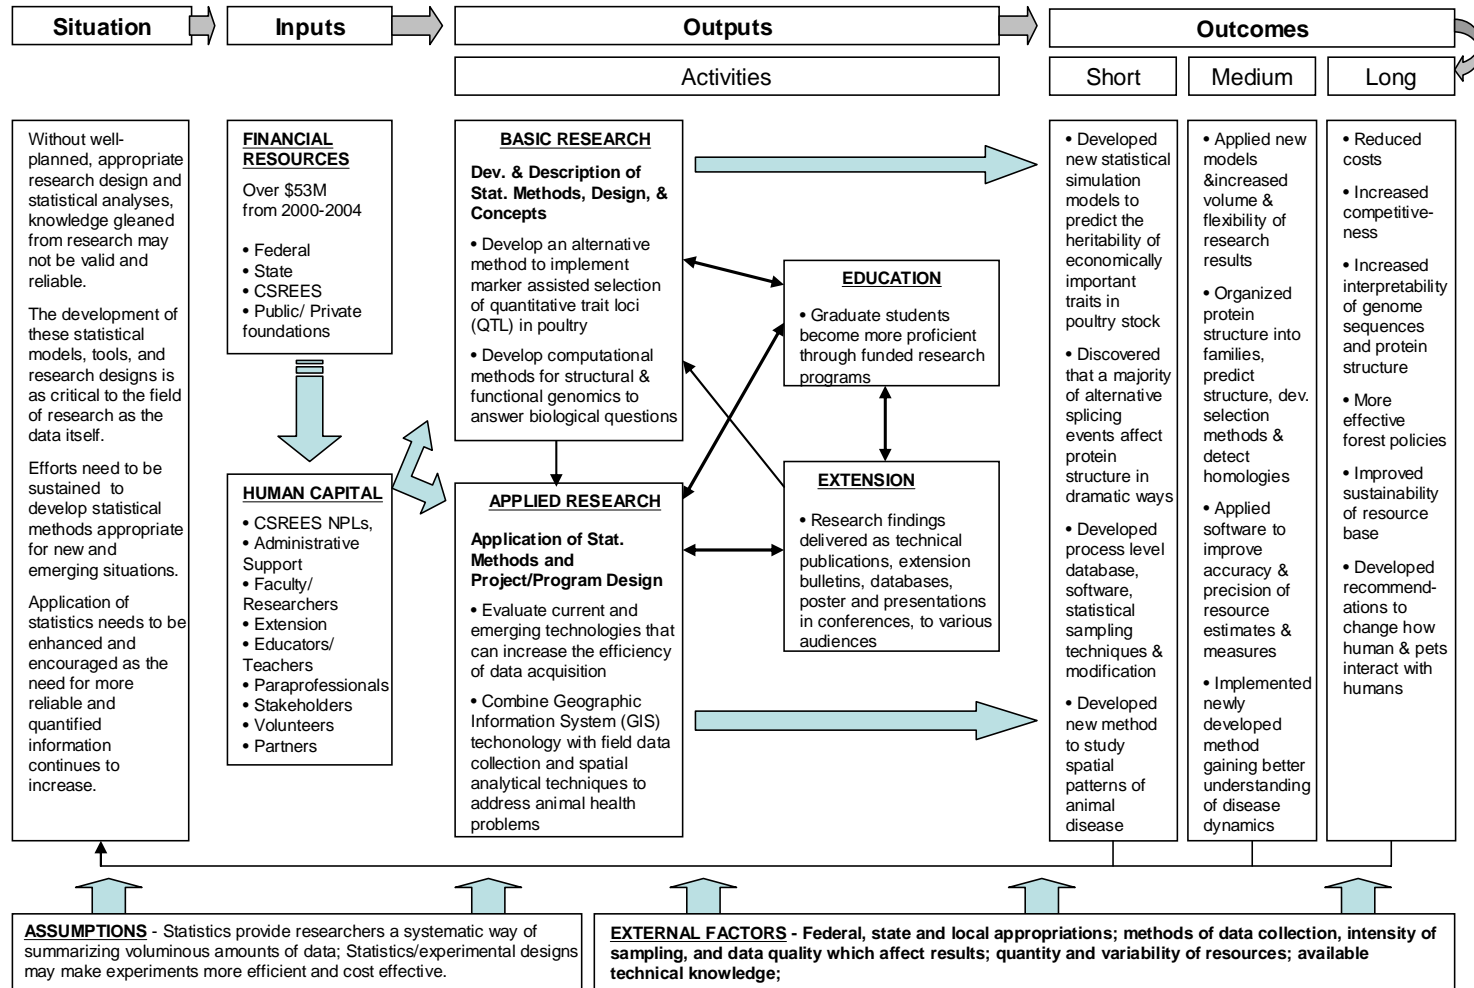 Situation
Inputs
Outputs
Outcomes
Activities
Short
Medium
Long
Without well-
planned, appropriate
research design and
statistical analyses,
knowledge gleaned
from research may
not be valid and
reliable.
The development of
these statistical
models, tools, and
research designs is
as critical to the field
of research as the
data itself.
Efforts need to be
sustained to
develop statistical
methods appropriate
for new and
emerging situations.
Application of
statistics needs to be
enhanced and
encouraged as the
need for more
reliable and
quantified
information
continues to
increase.
FINANCIAL
RESOURCES
Over $53M
from 2000-2004
• Federal
• State
• CSREES
• Public/ Private
foundations
HUMAN CAPITAL
• CSREES NPLs,
• Administrative
Support
• Faculty/
Researchers
• Extension
• Educators/
Teachers
• Paraprofessionals
• Stakeholders
• Volunteers
• Partners
BASIC RESEARCH
Dev. & Description of
Stat. Methods, Design, &
Concepts
• Develop an alternative
method to implement
marker assisted selection
of quantitative trait loci
(QTL) in poultry
• Develop computational
methods for structural &
functional genomics to
answer biological questions
APPLIED RESEARCH
Application of Stat.
Methods and
Project/Program Design
• Evaluate current and
emerging technologies that
can increase the efficiency
of data acquisition
• Combine Geographic
Information System (GIS)
techonology with field data
collection and spatial
analytical techniques to
address animal health
problems
EDUCATION
• Graduate students
become more proficient
through funded research
programs
EXTENSION
• Research findings
delivered as technical
publications, extension
bulletins, databases,
poster and presentations
in conferences, to various
audiences
• Developed
new statistical
simulation
models to
predict the
heritability of
economically
important
traits in
poultry stock
• Discovered
that a majority
of alternative
splicing
events affect
protein
structure in
dramatic ways
• Developed
process level
database,
software,
statistical
sampling
techniques &
modification
• Developed
new method
to study
spatial
patterns of
animal
disease
• Applied new
models
&increased
volume &
flexibility of
research
results
• Organized
protein
structure into
families,
predict
structure, dev.
selection
methods &
detect
homologies
• Applied
software to
improve
accuracy &
precision of
resource
estimates &
measures
• Implemented
newly
developed
method
gaining better
understanding
of disease
dynamics
• Reduced
costs
• Increased
competitive-
ness
• Increased
interpretability
of genome
sequences
and protein
structure
• More
effective
forest policies
• Improved
sustainability
of resource
base
• Developed
recommend-
ations to
change how
human & pets
interact with
humans
ASSUMPTIONS - Statistics provide researchers a systematic way of
summarizing voluminous amounts of data; Statistics/experimental designs
may make experiments more efficient and cost effective.
EXTERNAL FACTORS - Federal, state and local appropriations; methods of data collection, intensity of
sampling, and data quality which affect results; quantity and variability of resources; available
technical knowledge;